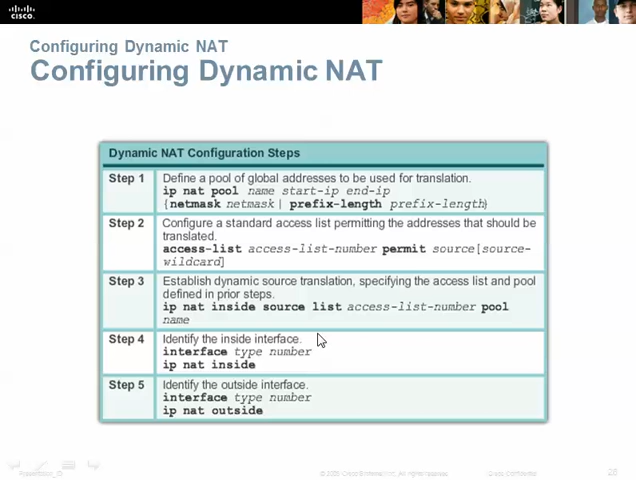 CISCO.
Configuring Dynamic NAT
Configuring Dynamic NAT
Dynamic NAT Configuration Steps
Step 1
Define a pool of global addresses to be used for translation.
ip nat pool name start-ip end-ip
{netmask netmask | prefix-length prefix-length}
Step 2
Configure a standard access list permitting the addresses that should be
translated.
access-list access-list-number permit source[source-
wildcard]
Step 3
Establish dynamic source translation, specifying the access list and pool
defined in prior steps.
ip nat inside source list access-list-number pool
name
Step 4
Identify the inside interface.
interface type number
ip nat inside
Step 5
Identify the outside interface.
interface type number
ip nat outside
Presentation_ID
Cisco Confidential
26